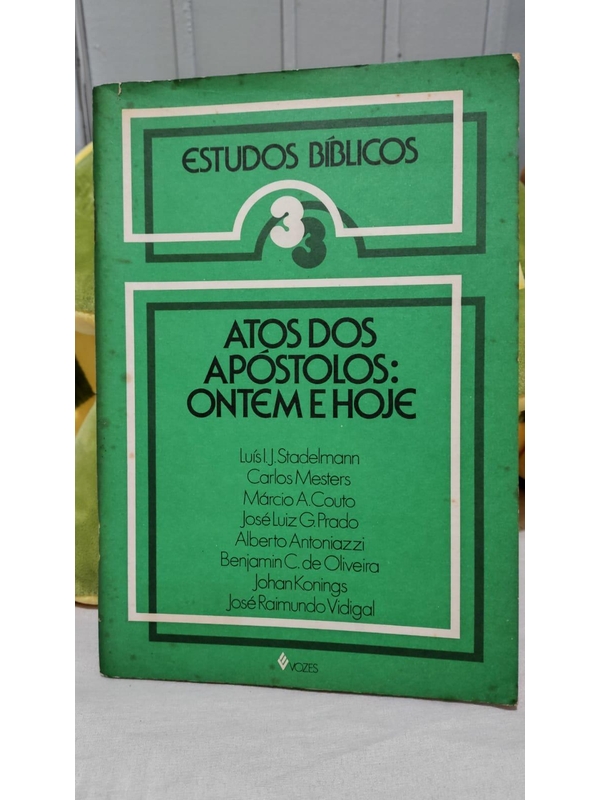 ESTUDOS BÍBLICOS
3
3
ATOS DOS
APÓSTOLOS:
ONTEM E HOJE
Luís I. J. Stadelmann
Carlos Mesters
Márcio A. Couto
José Luiz G. Prado
Alberto Antoniazzi
Benjamin C. de Oliveira
Johan Konings
José Raimundo Vidigal
VOZES